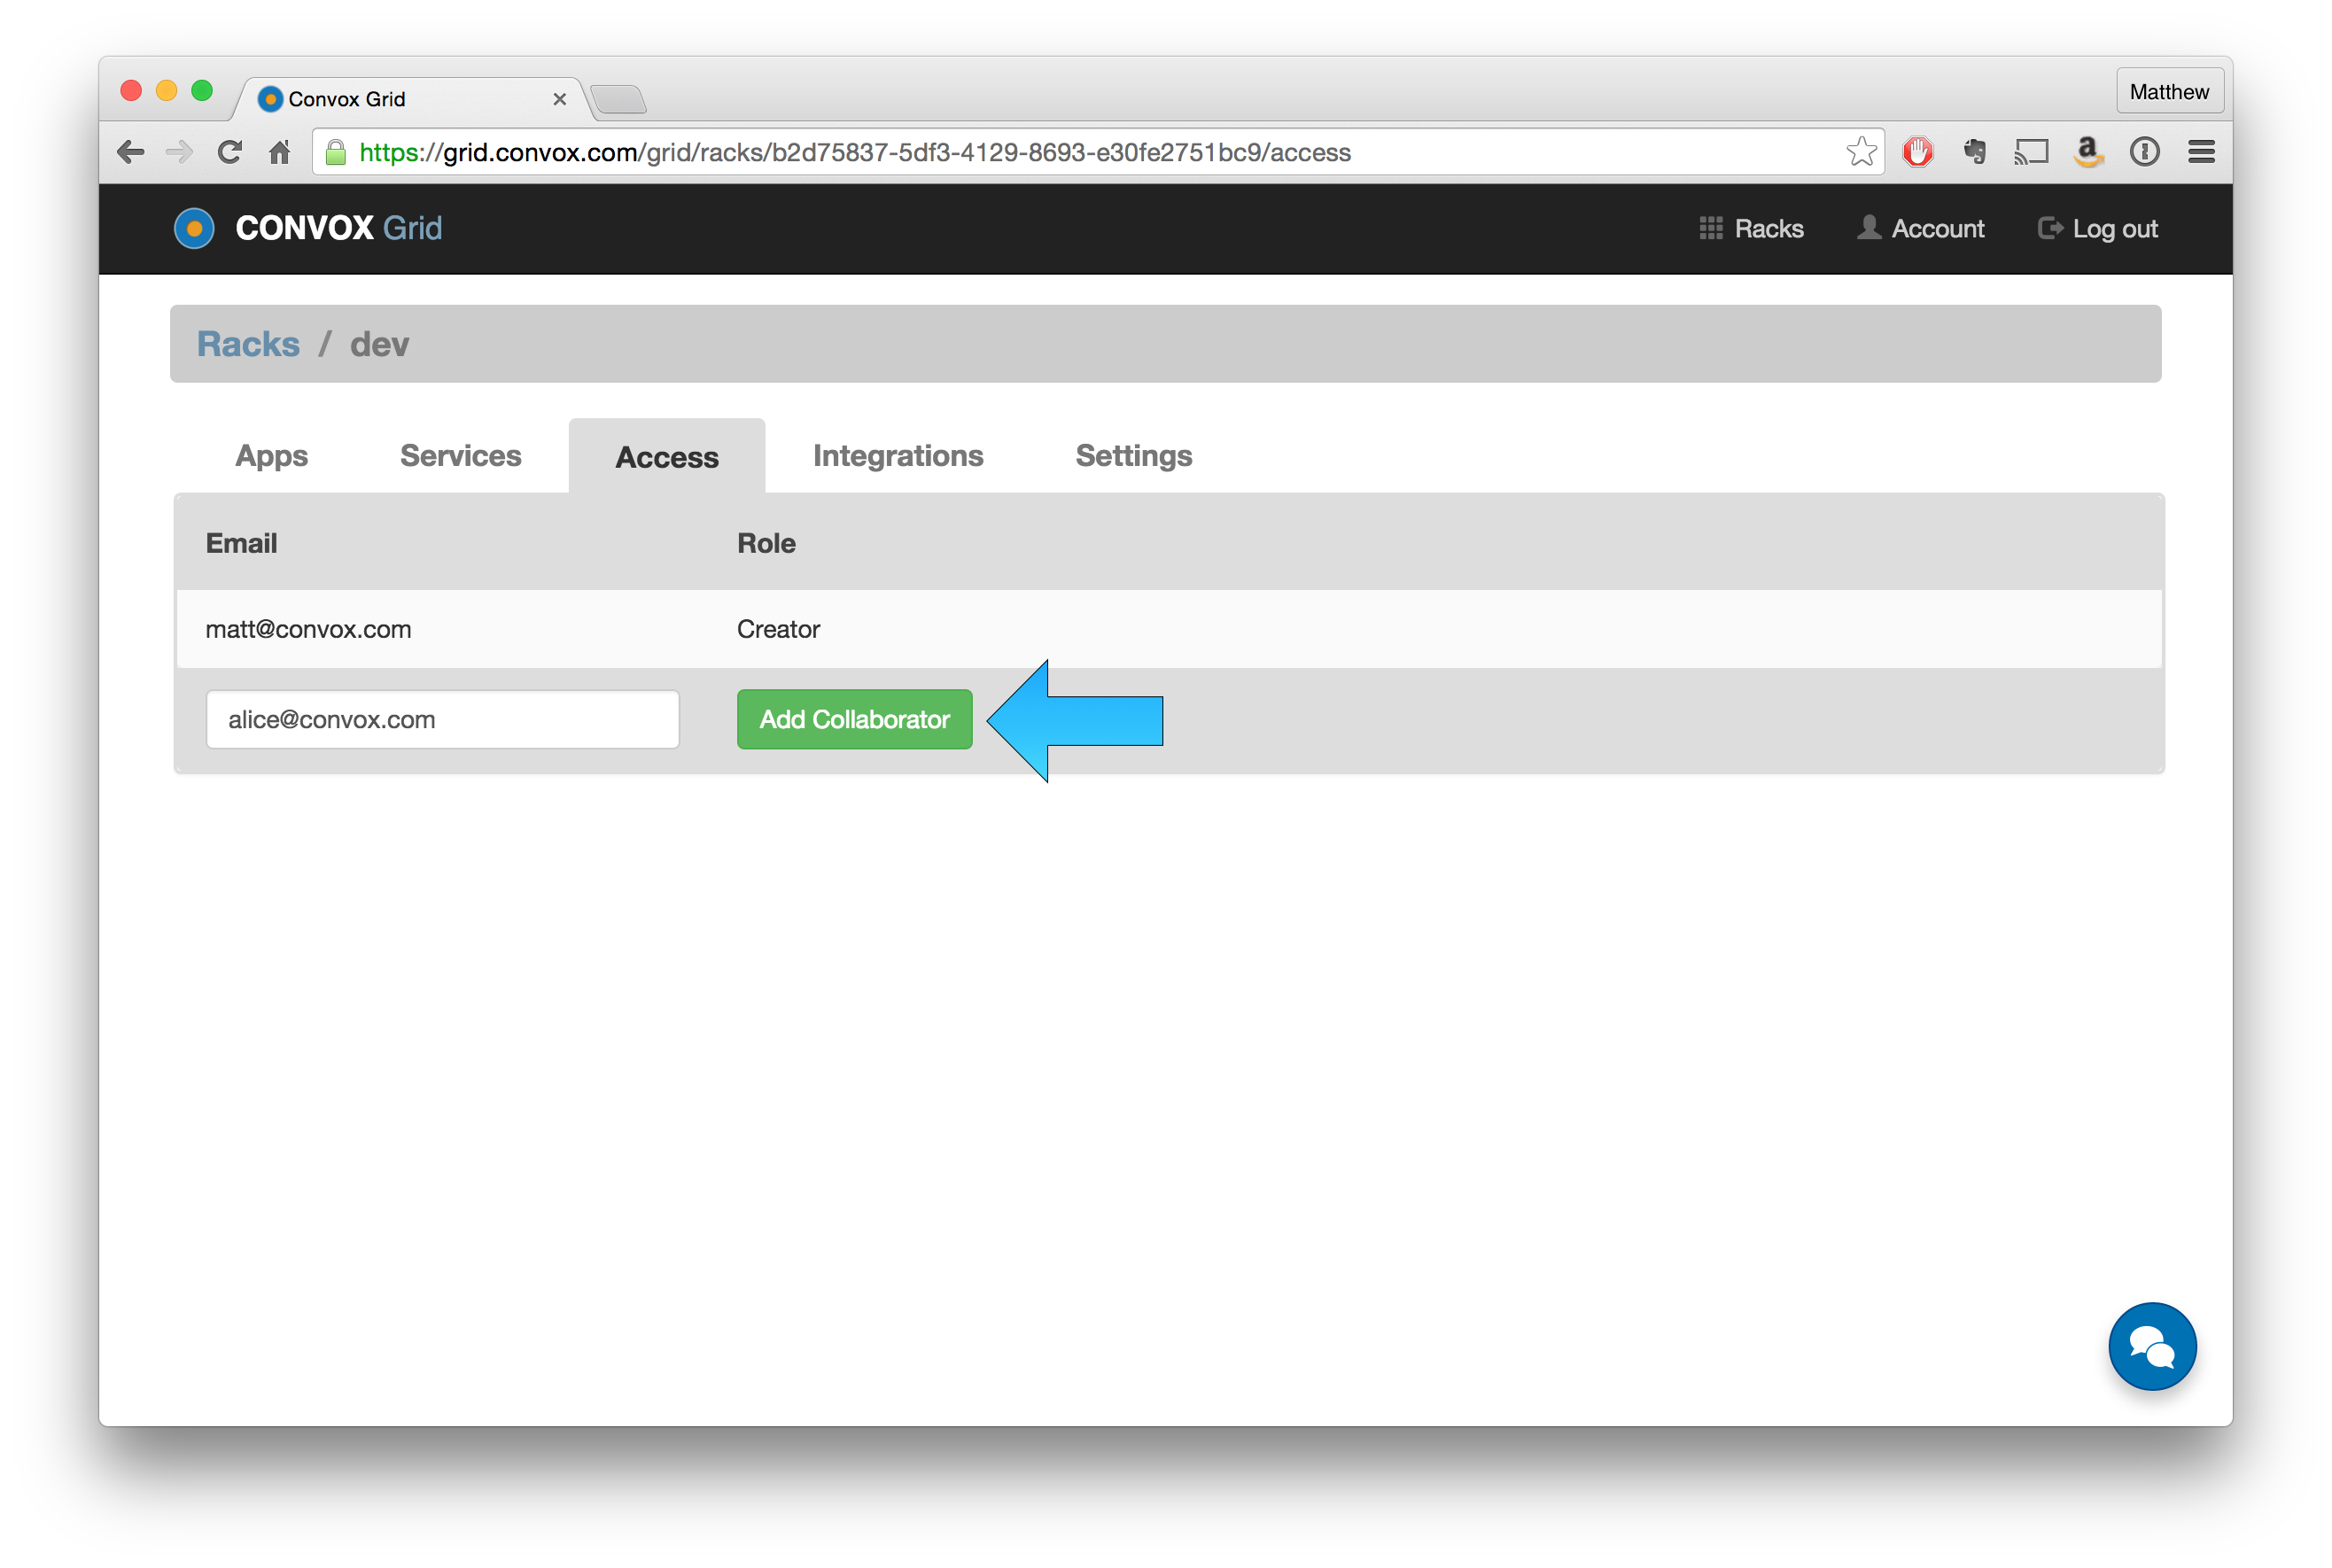 Convox Grid
Matthew
https://grid.convox.com/grid/racks/b2d75837-5df3-4129-8693-e30fe2751bc9/access
CONVOX Grid
Racks
Account
Log out
Racks / dev
Apps
Services
Access
Integrations
Settings
Email
Role
matt@convox.com
Creator
alice@convox.com
Add Collaborator